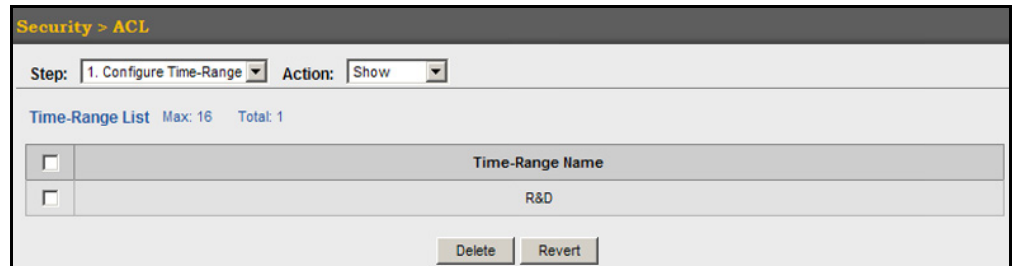 Security > ACL
Step: 1. Configure Time-Range Action: Show
Time-Range List Max: 16 Total: 1
Time-Range Name
R&D
Delete Revert